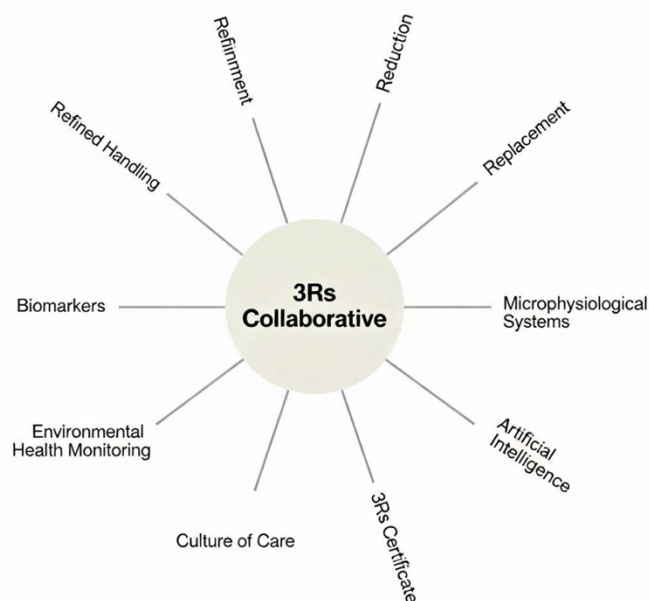 Refiinnment
Reduction
Refined Handling
Replacement
3Rs
Collaborative
Biomarkers
Microphysiological
Systems
Environmental
Health Monitoring
Artificial
Intelligence
Culture of Care
3Rs Certificate